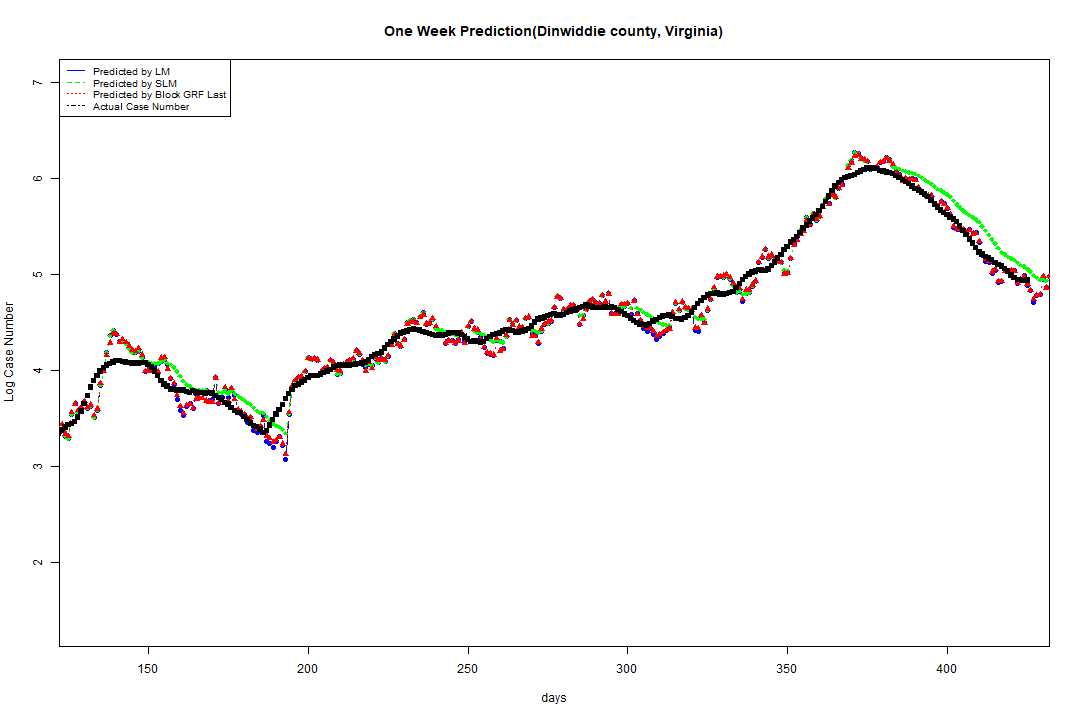 One Week Prediction(Dinwiddie county, Virginia)
Predicted by LM
Predicted by SLM
Predicted by Block GRF Last
Actual Case Number
Log Case Number
7
6
5
4
3
2
150 200 250 300 350 400
days